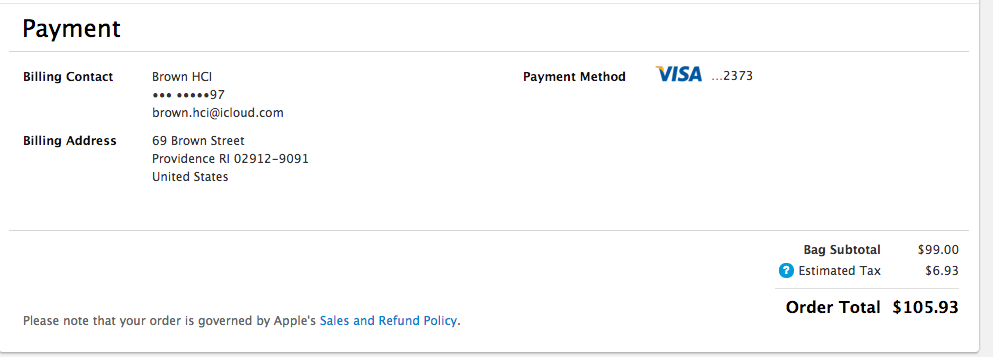 Payment
Billing Contact Brown HCI Payment Method VISA ...2373
••• •••••97
brown.hci@icloud.com
Billing Address 69 Brown Street
Providence RI 02912-9091
United States
Bag Subtotal $99.00
? Estimated Tax $6.93
Order Total $105.93
Please note that your order is governed by Apple's Sales and Refund Policy.